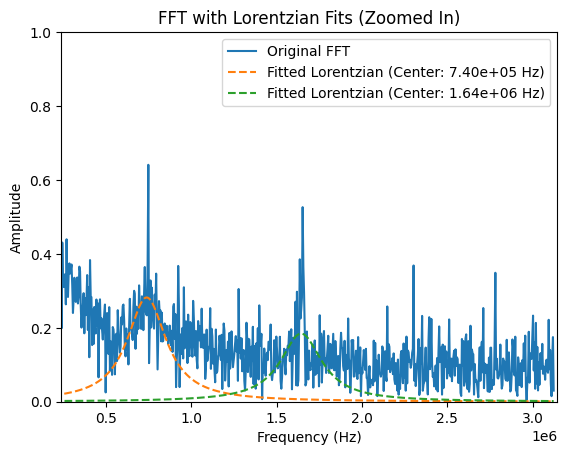 FFT with Lorentzian Fits (Zoomed In)
Original FFT
Fitted Lorentzian (Center: 7.40e+05 Hz)
Fitted Lorentzian (Center: 1.64e+06 Hz)
Amplitude
1.0
0.8
0.6
0.4
0.2
0.0
0.5 1.0 1.5 2.0 2.5 3.0
1e6
Frequency (Hz)